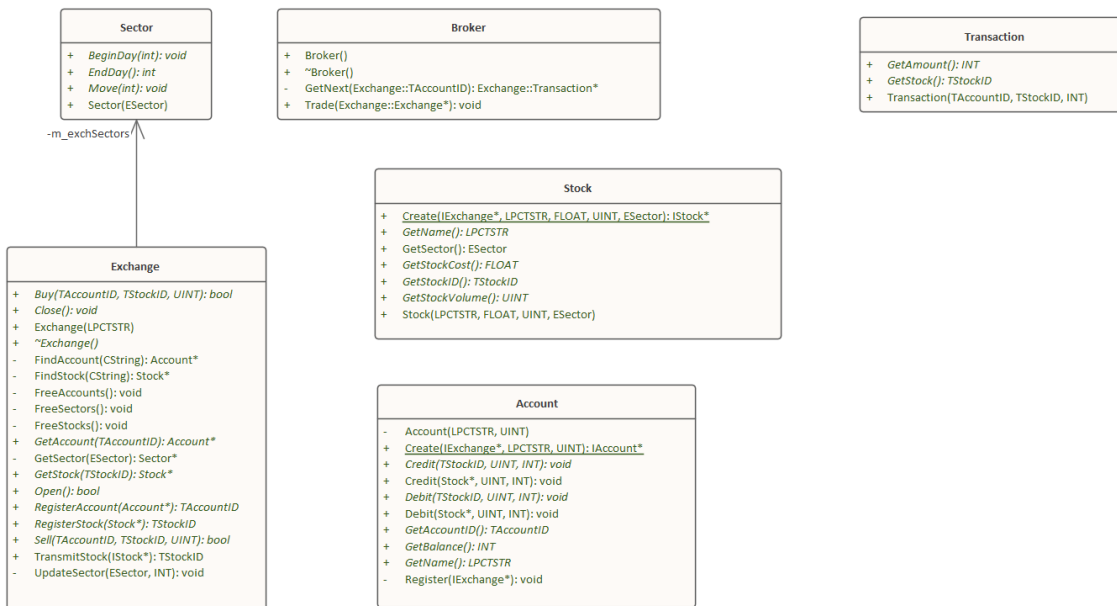 Sector
+ BeginDay(int): void
+ EndDay(): int
+ Move(int): void
+ Sector(ESector)
Broker
+ Broker()
+ ~Broker()
- GetNext(Exchange::TAccountID): Exchange::Transaction*
+ Trade(Exchange::Exchange*): void
Transaction
+ GetAmount(): INT
+ GetStock(): TStockID
+ Transaction(TAccountID, TStockID, INT)
-m_exchSectors
Stock
+ Create(IExchange*, LPCTSTR, FLOAT, UINT, ESector): IStock*
+ GetName(): LPCTSTR
+ GetSector(): ESector
+ GetStockCost(): FLOAT
+ GetStockID(): TStockID
+ GetStockVolume(): UINT
+ Stock(LPCTSTR, FLOAT, UINT, ESector)
Exchange
+ Buy(TAccountID, TStockID, UINT): bool
+ Close(): void
+ Exchange(LPCTSTR)
+ ~Exchange()
- FindAccount(CString): Account*
- FindStock(CString): Stock*
- FreeAccounts(): void
- FreeSectors(): void
- FreeStocks(): void
+ GetAccount(TAccountID): Account*
- GetSector(ESector): Sector*
+ GetStock(TStockID): Stock*
+ Open(): bool
+ RegisterAccount(Account*): TAccountID
+ RegisterStock(Stock*): TStockID
+ Sell(TAccountID, TStockID, UINT): bool
+ TransmitStock(IStock*): TStockID
- UpdateSector(ESector, INT): void
Account
- Account(LPCTSTR, UINT)
+ Create(IExchange*, LPCTSTR, UINT): IAccount*
+ Credit(TStockID, UINT, INT): void
+ Credit(Stock*, UINT, INT): void
+ Debit(TStockID, UINT, INT): void
+ Debit(Stock*, UINT, INT): void
+ GetAccountID(): TAccountID
+ GetBalance(): INT
+ GetName(): LPCTSTR
- Register(IExchange*): void